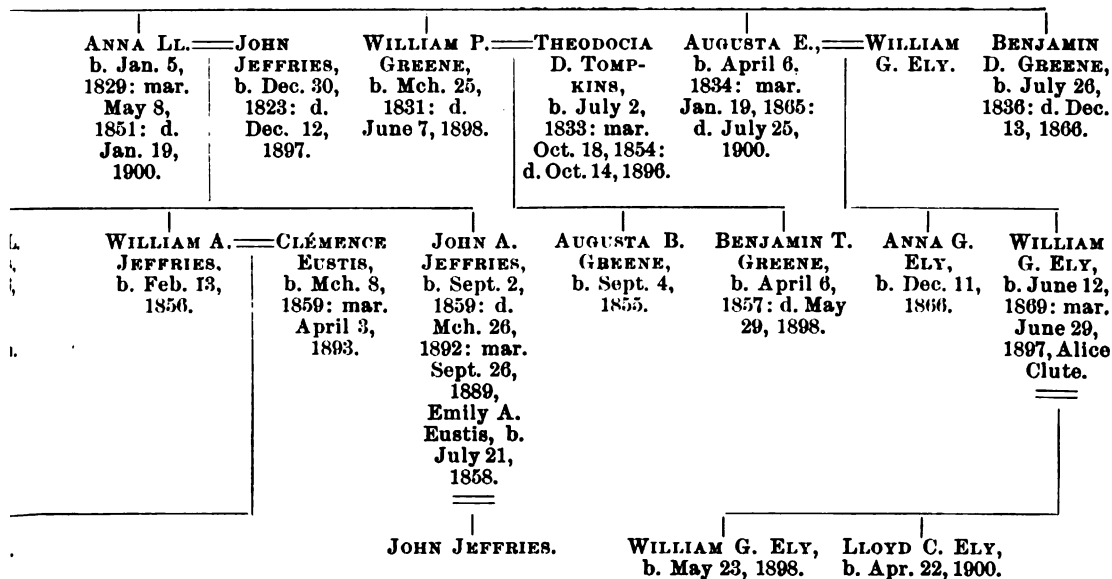 ANNA LL.
b. Jan. 5,
1829: mar.
May 8,
1851: d.
Jan. 19,
1900.
JOHN
JEFFRIES,
b. Dec. 30,
1823: d.
Dec. 12,
1897.
WILLIAM P.
GREENE,
b. Mch. 25,
1831: d.
June 7, 1898.
THEODOCIA
D. TOMP-
KINS,
b. July 2,
1833: mar.
Oct. 18, 1854:
d. Oct. 14, 1896.
AUGUSTA E.,
b. April 6,
1834: mar.
Jan. 19, 1865:
d. July 25,
1900.
WILLIAM
G. ELY.
BENJAMIN
D. GREENE,
b. July 26,
1836: d. Dec.
13, 1866.
WILLIAM A.
JEFFRIES.
b. Feb. 13,
1856.
CLÉMENCE
EUSTIS,
b. Mch. 8,
1859: mar.
April 3,
1893.
JOHN A.
JEFFRIES,
b. Sept. 2,
1859: d.
Mch. 26,
1892: mar.
Sept. 26,
1889,
Emily A.
Eustis, b.
July 21,
1858.
AUGUSTA B.
GREENE,
b. Sept. 4,
1855.
BENJAMIN T.
GREENE,
b. April 6,
1857: d. May
29, 1898.
ANNA G.
ELY,
b. Dec. 11,
1866.
WILLIAM
G. ELY,
b. June 12,
1869: mar.
June 29,
1897, Alice
Clute.
JOHN JEFFRIES.
WILLIAM G. ELY,
b. May 23, 1898.
LLOYD C. ELY,
b. Apr. 22, 1900.